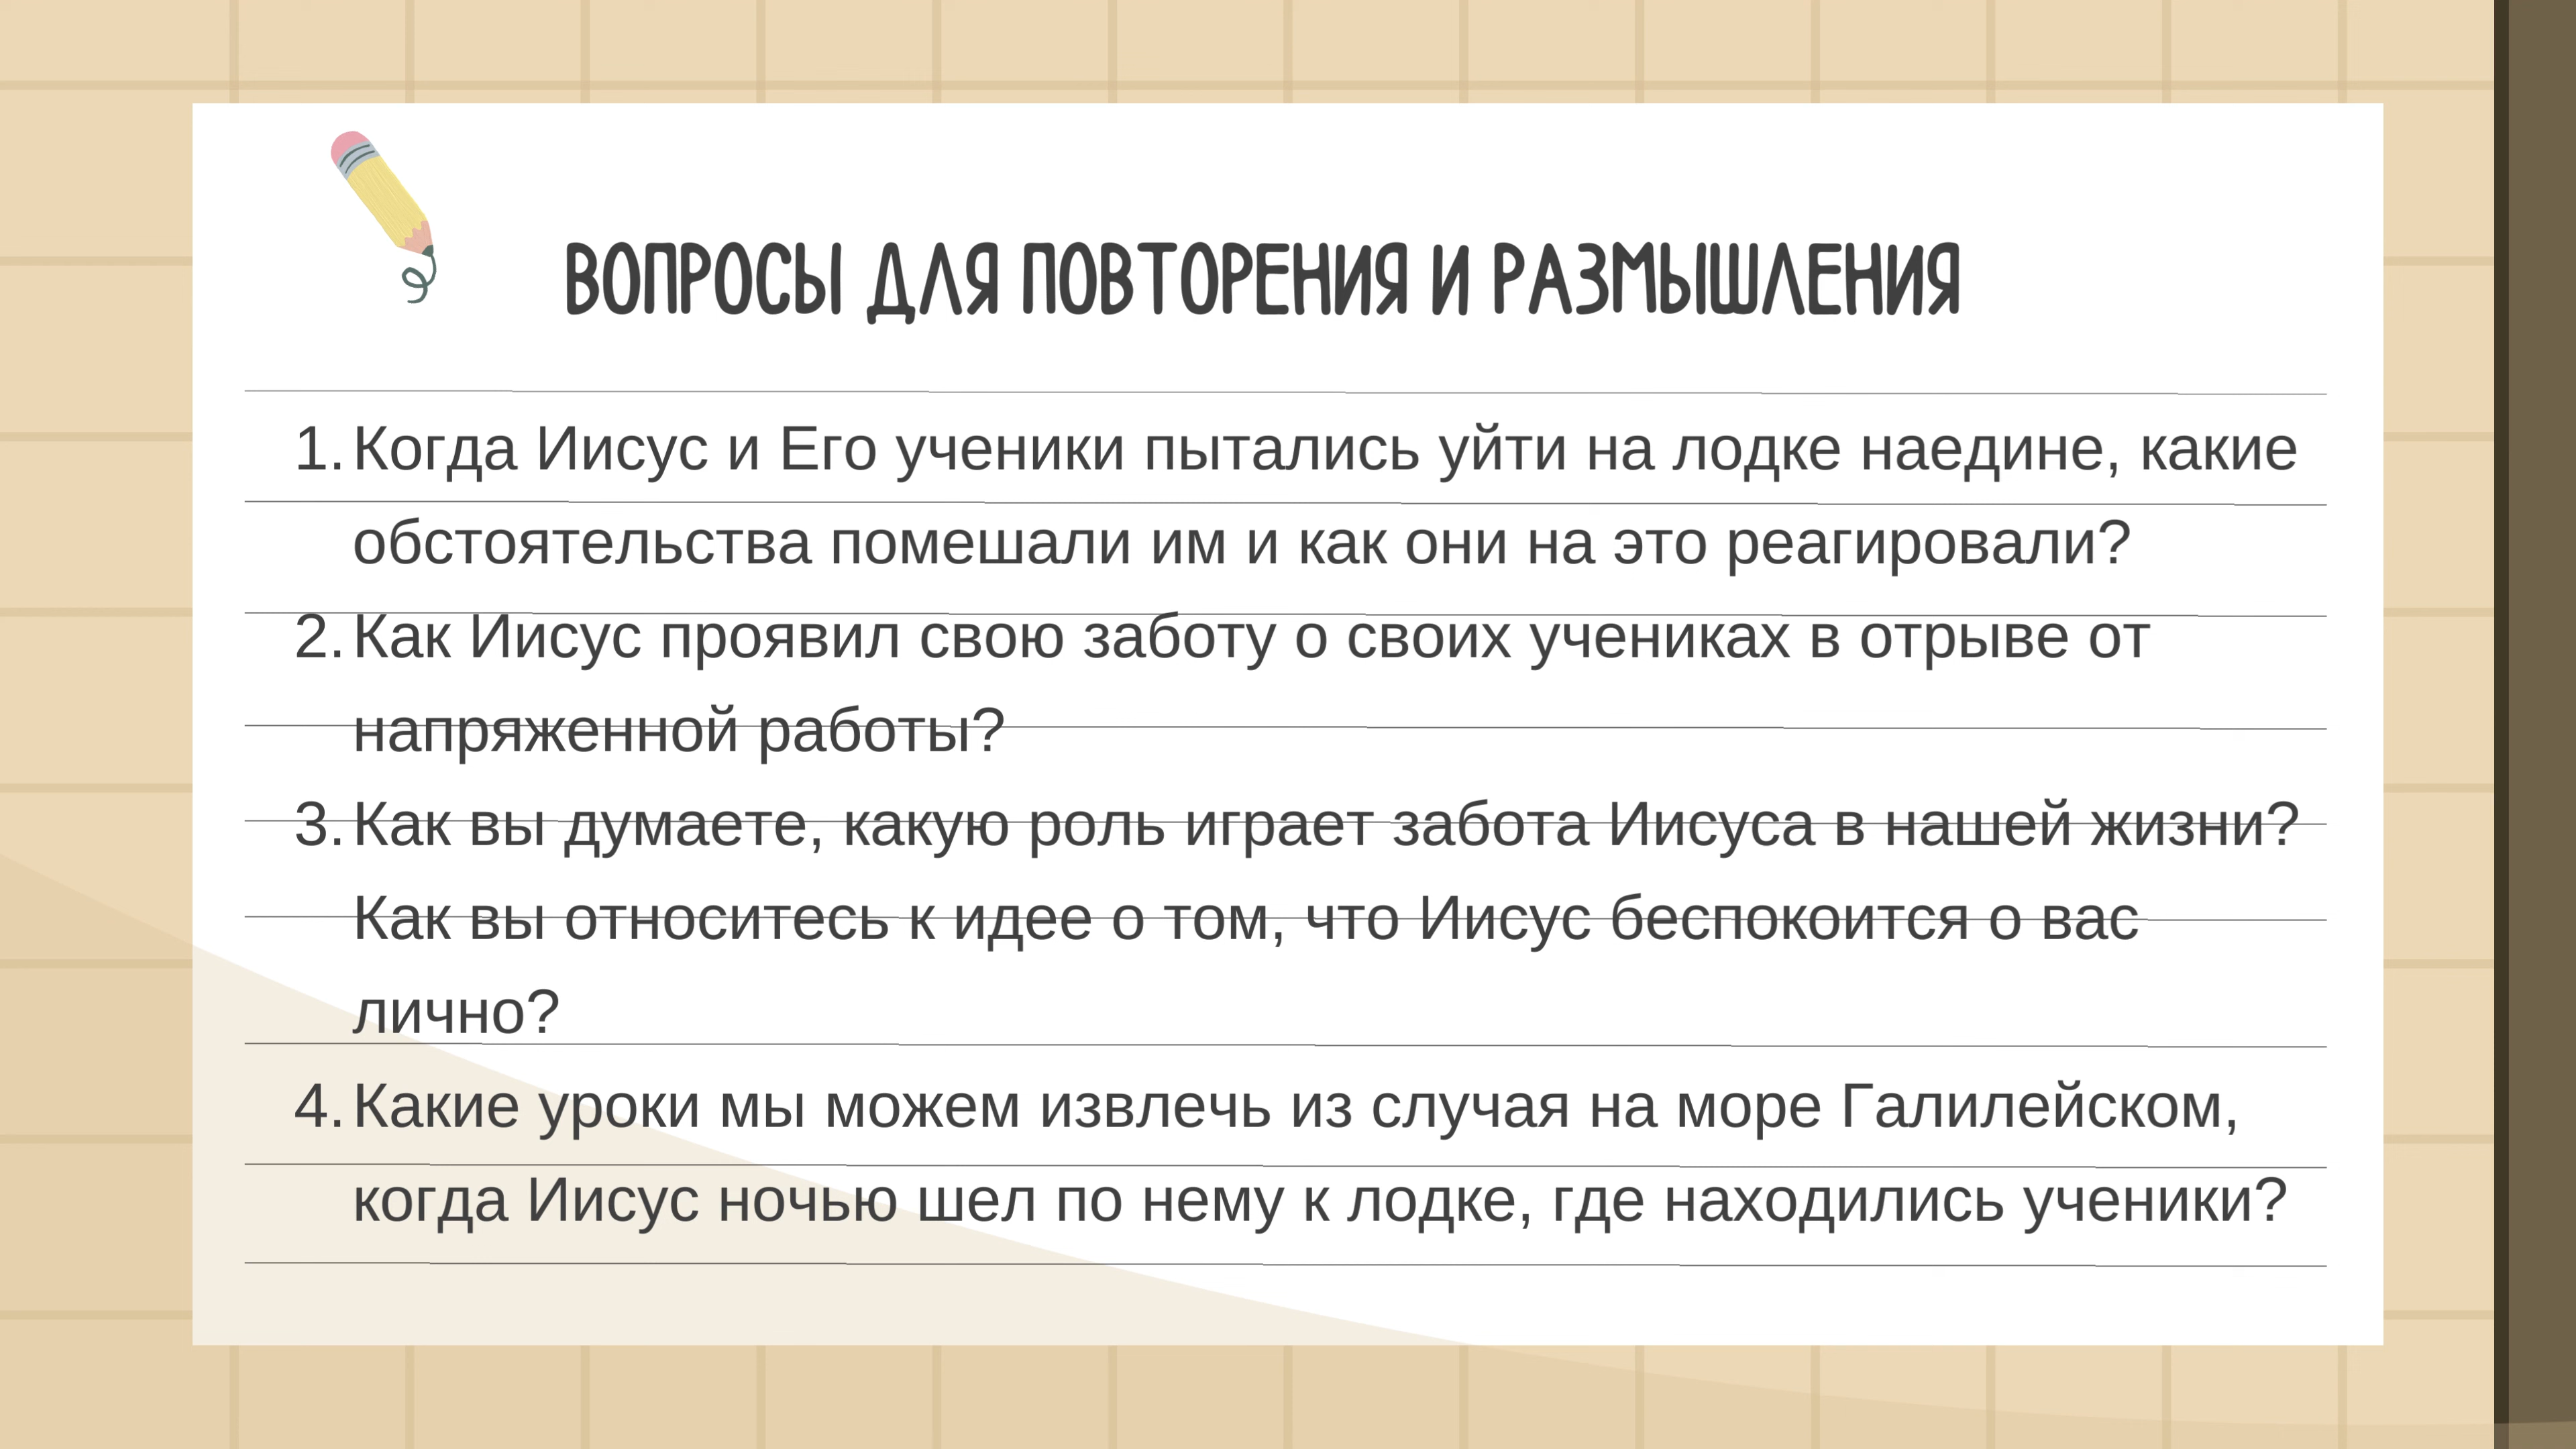 ВОПРОСЫ ДЛЯ ПОВТОРЕНИЯ И РАЗМЫШЛЕНИЯ
1. Когда Иисус и Его ученики пытались уйти на лодке наедине, какие
обстоятельства помешали им и как они на это реагировали?
2. Как Иисус проявил свою заботу о своих учениках в отрыве от
напряженной работы?
3. Как вы думаете, какую роль играет забота Иисуса в нашей жизни?
Как вы относитесь к идее о том, что Иисус беспокоится о вас
лично?
4. Какие уроки мы можем извлечь из случая на море Галилейском,
когда Иисус ночью шел по нему к лодке, где находились ученики?